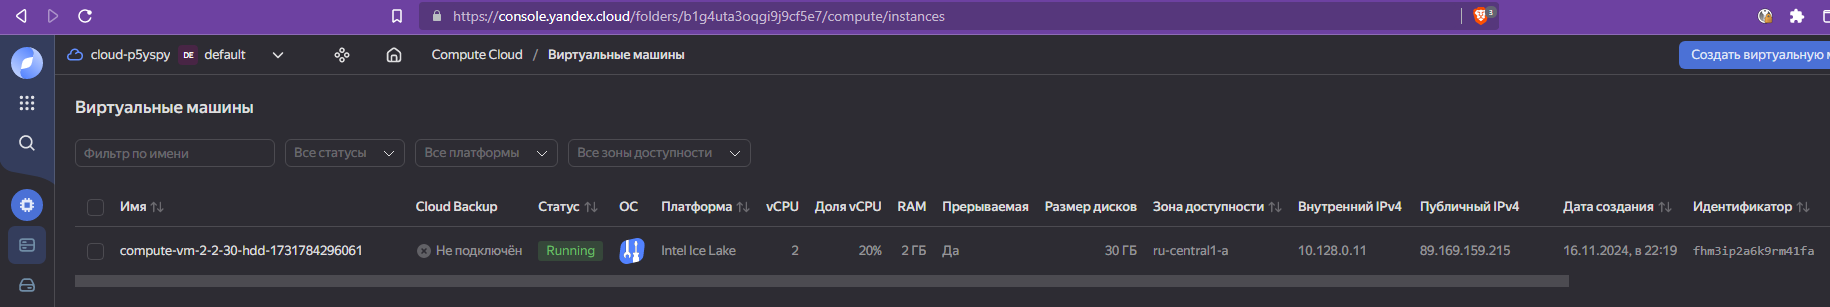 https://console.yandex.cloud/folders/b1g4uta3oqgi9j9cf5e7/compute/instances 3
cloud-p5yspy DE default Compute Cloud / Виртуальные машины Создать виртуальную
Виртуальные машины
Фильтр по имени Все статусы Все платформы Все зоны доступности
Имя Cloud Backup Статус ОС Платформа vCPU Доля vCPU RAM Прерываемая Размер дисков Зона доступности Внутренний IPv4 Публичный IPv4 Дата создания Идентификатор
compute-vm-2-2-30-hdd-1731784296061 Не подключён Running Intel Ice Lake 2 20% 2 ГБ Да 30 ГБ ru-central1-a 10.128.0.11 89.169.159.215 16.11.2024, в 22:19 fhm3ip2a6k9rm41fa